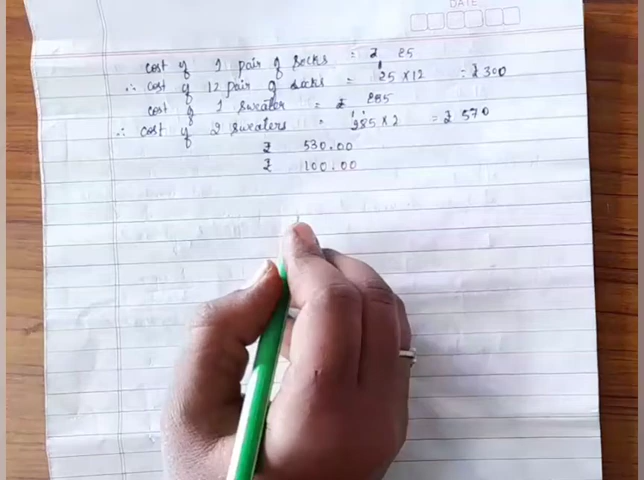 DATE
cost of 1 pair of socks = ₹ 25
∴ cost of 12 pair of socks = 25 × 12 = ₹ 300
cost of 1 sweater = ₹ 285
∴ cost of 2 sweaters = 285 × 2 = ₹ 570
₹ 530.00
₹ 100.00